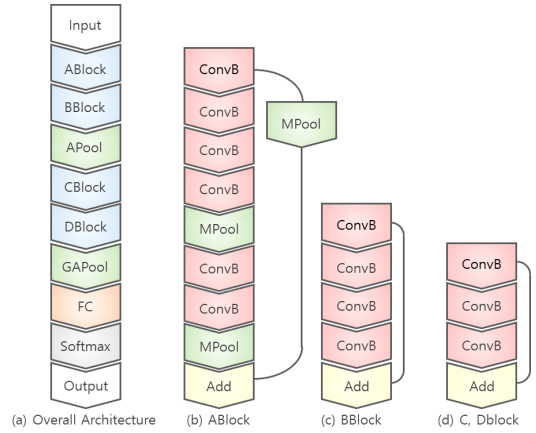 Input
ABlock
BBlock
APool
CBlock
DBlock
GAPool
FC
Softmax
Output
(a) Overall Architecture
ConvB
ConvB
ConvB
ConvB
MPool
ConvB
ConvB
MPool
Add
MPool
(b) ABlock
ConvB
ConvB
ConvB
ConvB
Add
(c) BBlock
ConvB
ConvB
ConvB
Add
(d) C, Dblock